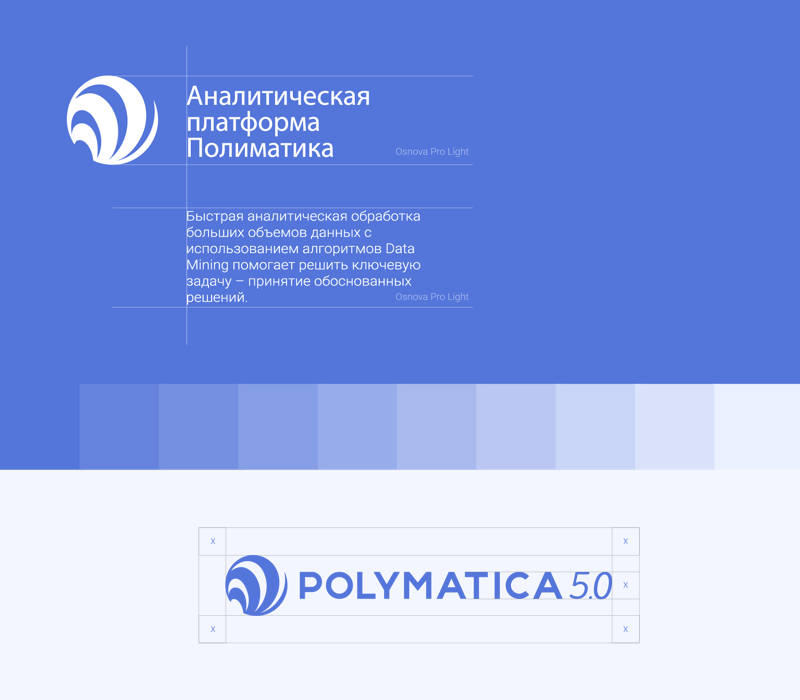 Аналитическая
платформа
Полиматика
Osnova Pro Light
Быстрая аналитическая обработка
больших объемов данных с
использованием алгоритмов Data
Mining помогает решить ключевую
задачу – принятие обоснованных
решений.
Osnova Pro Light
x
x
POLYMATICA 5.0
x
x
x